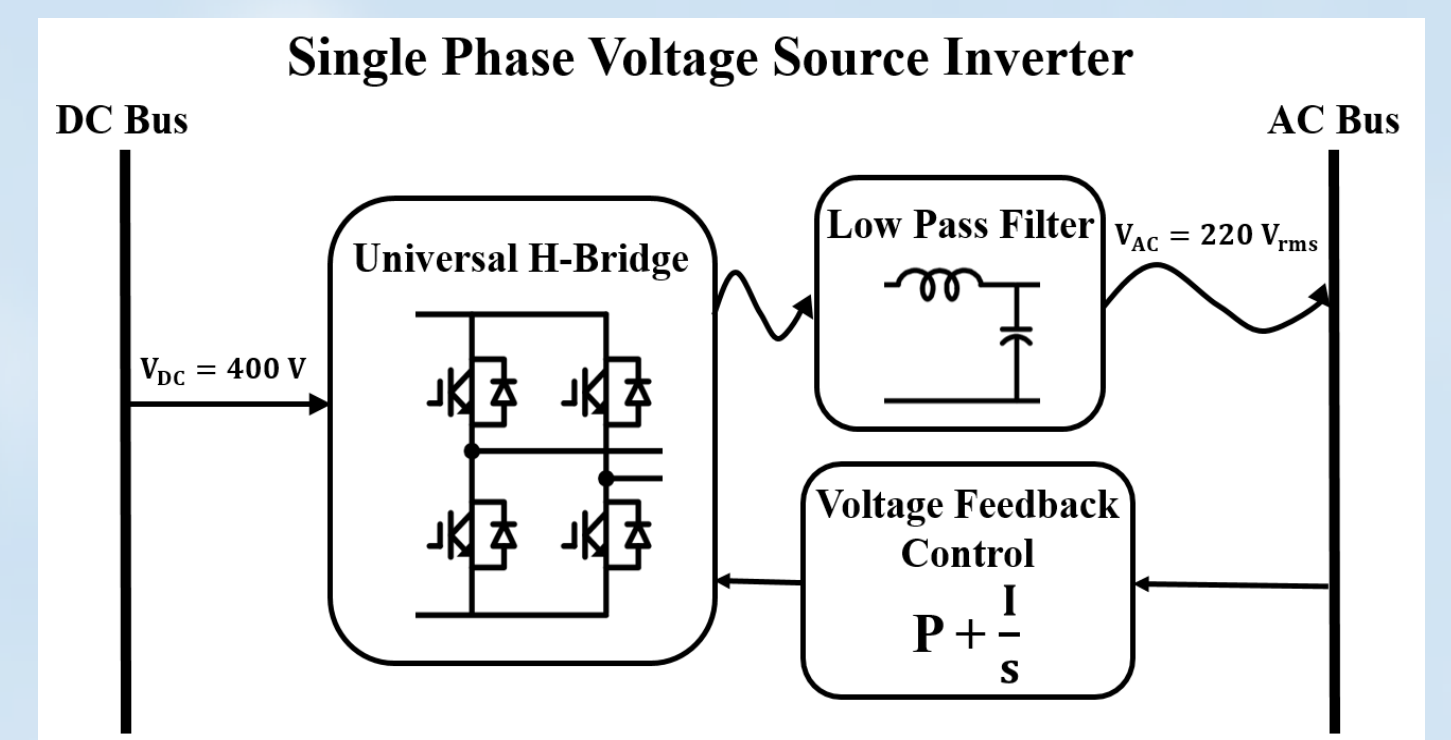 Single Phase Voltage Source Inverter
DC Bus
AC Bus
Universal H-Bridge
Low Pass Filter
V_AC = 220 V_rms
V_DC = 400 V
Voltage Feedback
Control
P + I/s